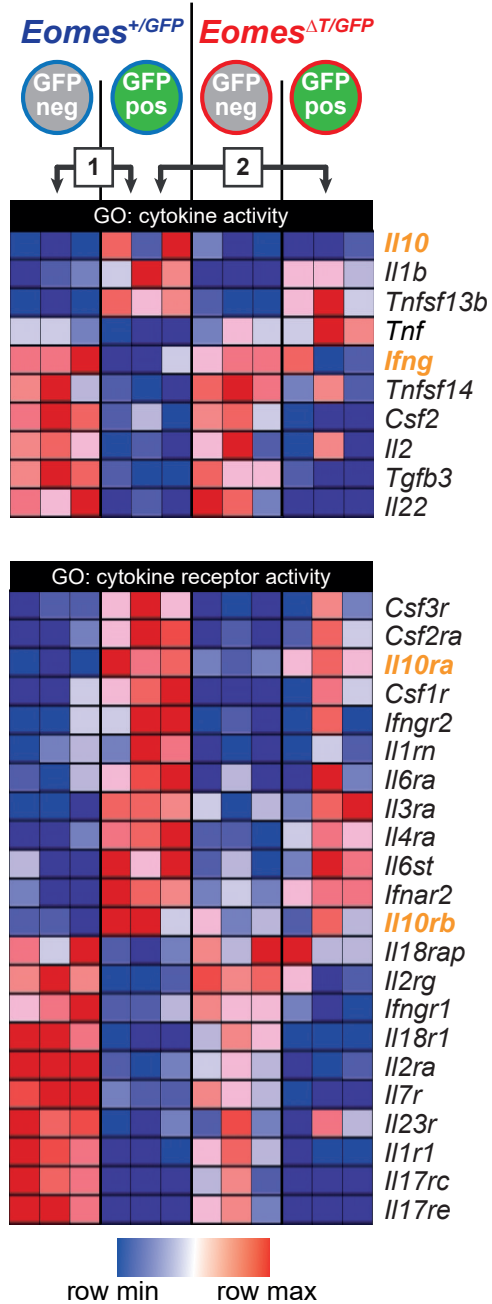 Eomes+/GFP Eomes∆T/GFP
GFP neg GFP pos GFP neg GFP pos
1 2
GO: cytokine activity
Il10
Il1b
Tnfsf13b
Tnf
Ifng
Tnfsf14
Csf2
Il2
Tgfb3
Il22
GO: cytokine receptor activity
Csf3r
Csf2ra
Il10ra
Csf1r
Ifngr2
Il1rn
Il6ra
Il3ra
Il4ra
Il6st
Ifnar2
Il10rb
Il18rap
Il2rg
Ifngr1
Il18r1
Il2ra
Il7r
Il23r
Il1r1
Il17rc
Il17re
row min row max